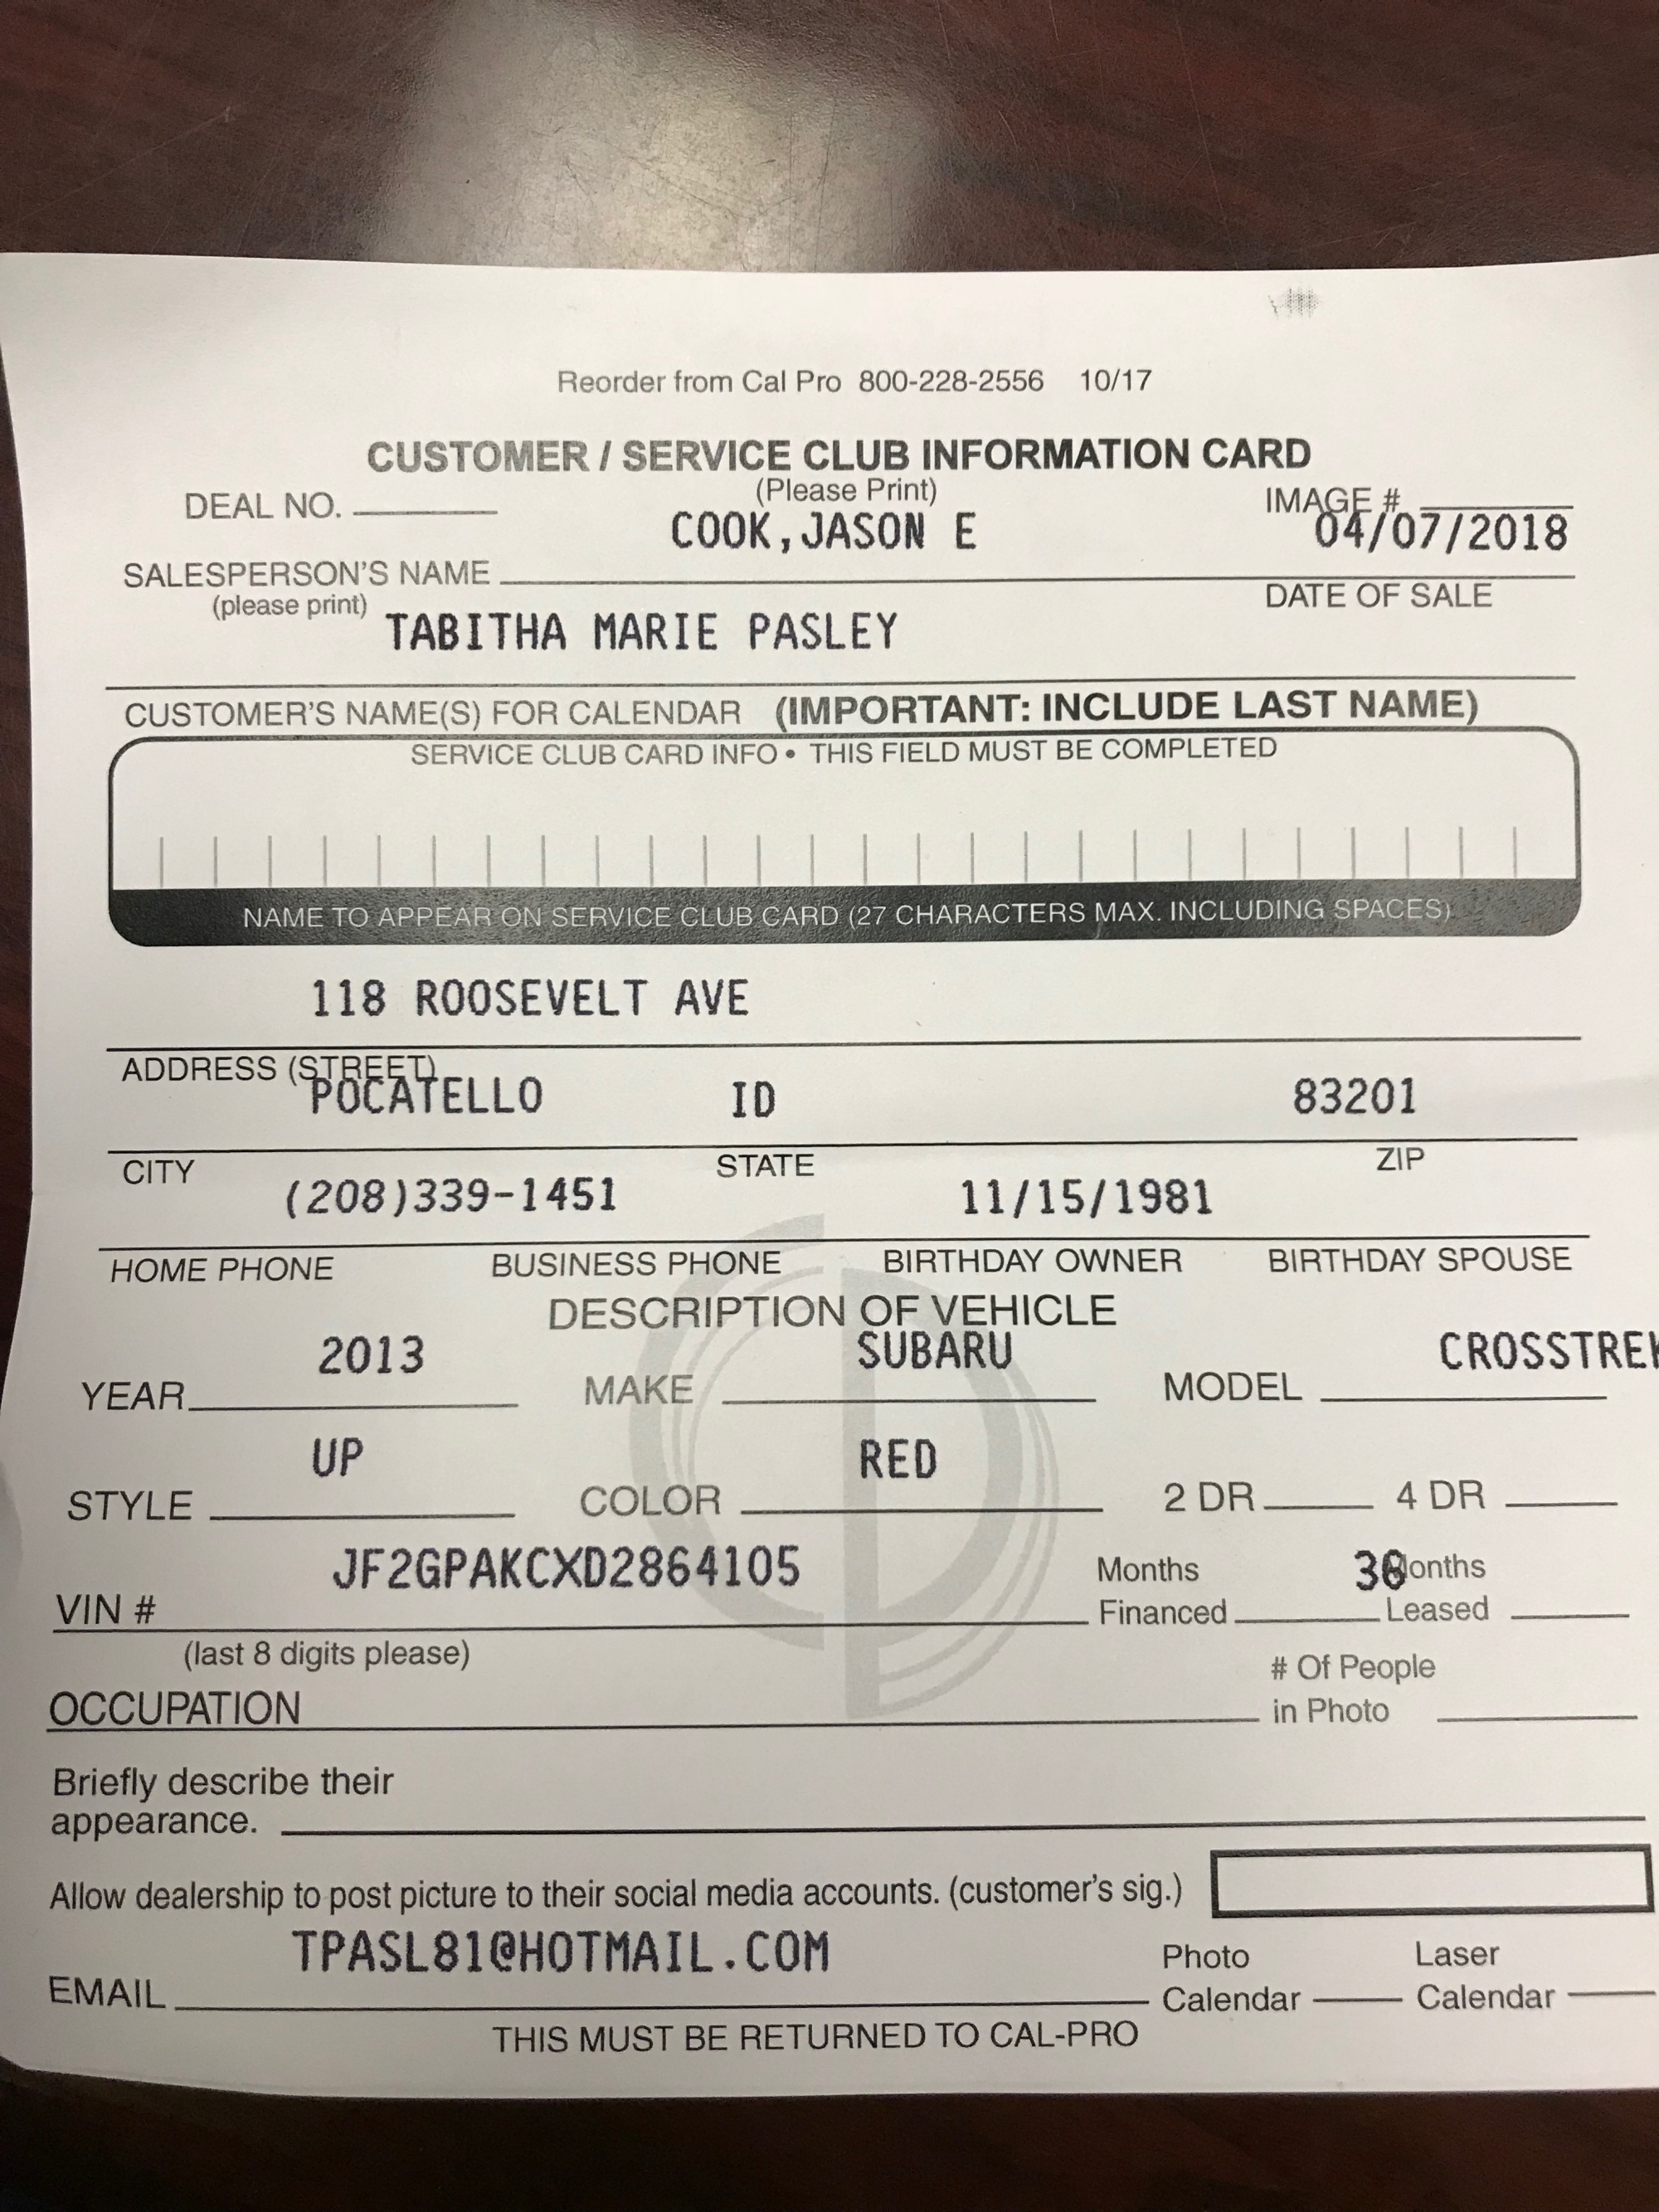 Reorder from Cal Pro 800-228-2556 10/17
CUSTOMER / SERVICE CLUB INFORMATION CARD
(Please Print)
DEAL NO. IMAGE #
COOK,JASON E 04/07/2018
SALESPERSON'S NAME
(please print) DATE OF SALE
TABITHA MARIE PASLEY
CUSTOMER'S NAME(S) FOR CALENDAR (IMPORTANT: INCLUDE LAST NAME)
SERVICE CLUB CARD INFO • THIS FIELD MUST BE COMPLETED
NAME TO APPEAR ON SERVICE CLUB CARD (27 CHARACTERS MAX. INCLUDING SPACES)
118 ROOSEVELT AVE
ADDRESS (STREET)
POCATELLO ID 83201
CITY STATE ZIP
(208)339-1451 11/15/1981
HOME PHONE BUSINESS PHONE BIRTHDAY OWNER BIRTHDAY SPOUSE
DESCRIPTION OF VEHICLE
2013 SUBARU CROSSTREK
YEAR MAKE MODEL
UP RED
STYLE COLOR 2 DR 4 DR
JF2GPAKCXD2864105 Months Months
VIN # Financed Leased
(last 8 digits please)
# Of People
OCCUPATION in Photo
Briefly describe their
appearance.
Allow dealership to post picture to their social media accounts. (customer's sig.)
TPASL81@HOTMAIL.COM Photo Laser
EMAIL Calendar Calendar
THIS MUST BE RETURNED TO CAL-PRO